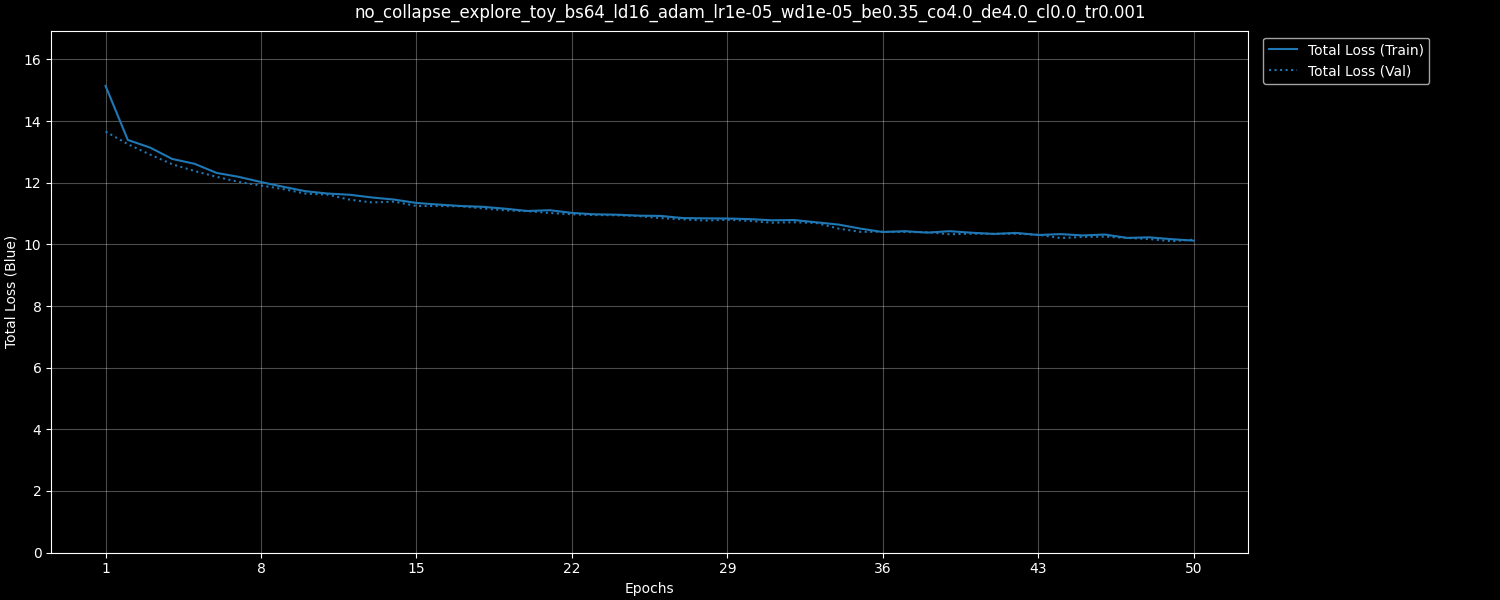 no_collapse_explore_toy_bs64_ld16_adam_lr1e-05_wd1e-05_be0.35_co4.0_de4.0_cl0.0_tr0.001
Total Loss (Train)
Total Loss (Val)
16
14
12
10
8
6
4
2
0
Total Loss (Blue)
1 8 15 22 29 36 43 50
Epochs